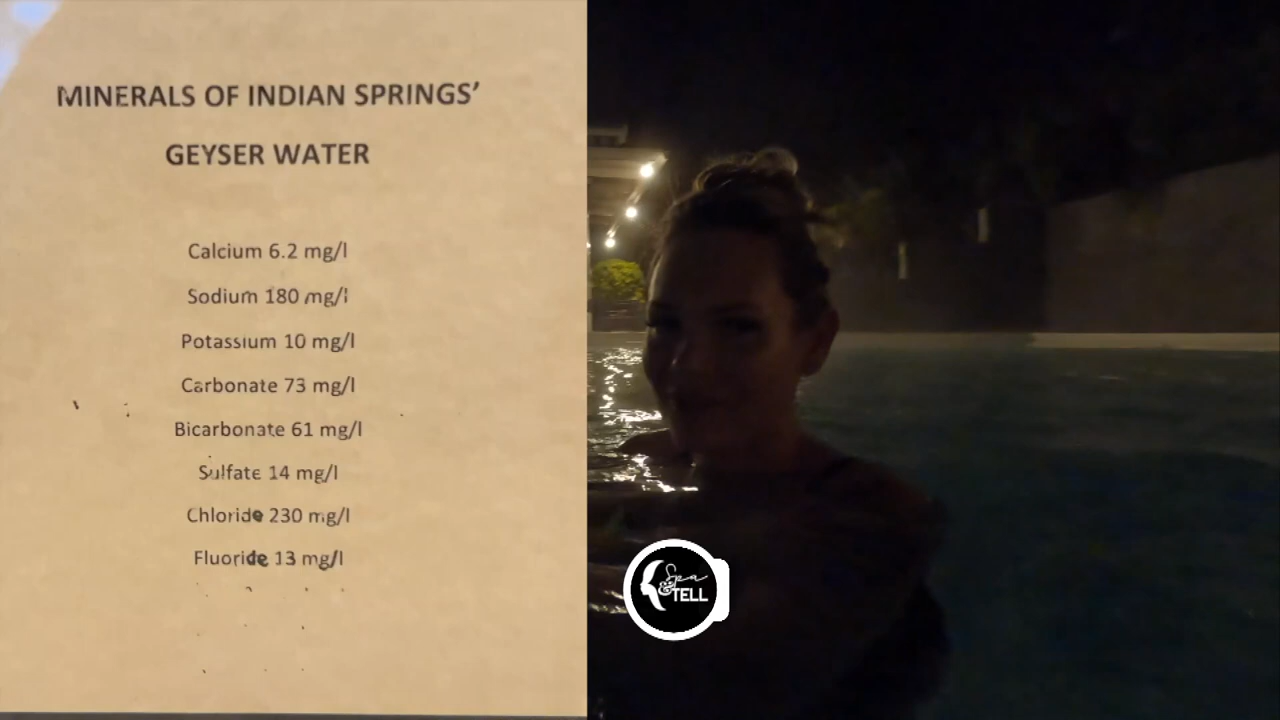 MINERALS OF INDIAN SPRINGS'
GEYSER WATER
Calcium 6.2 mg/l
Sodium 180 mg/l
Potassium 10 mg/l
Carbonate 73 mg/l
Bicarbonate 61 mg/l
Sulfate 14 mg/l
Chloride 230 mg/l
Fluoride 13 mg/l
Spa
&TELL